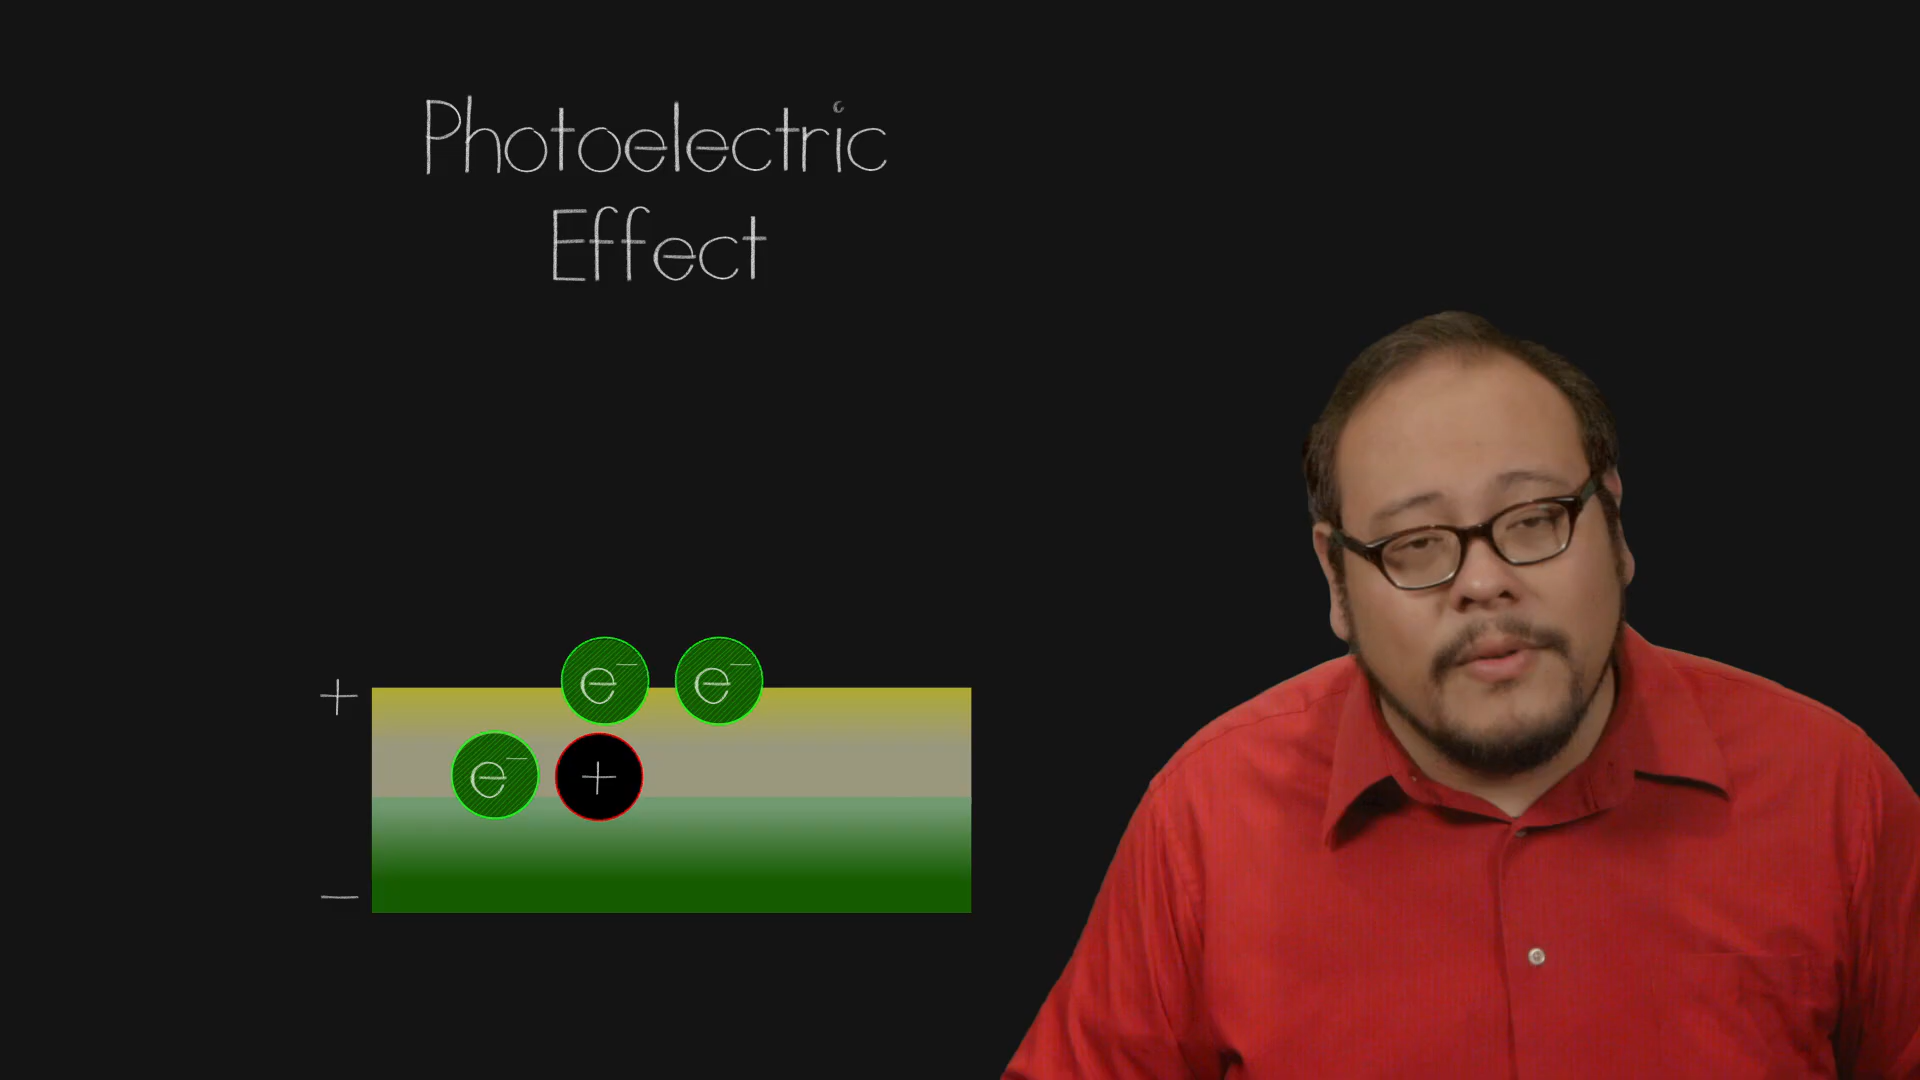 Photoelectric
Effect
e⁻ e⁻
+
e⁻ +
−